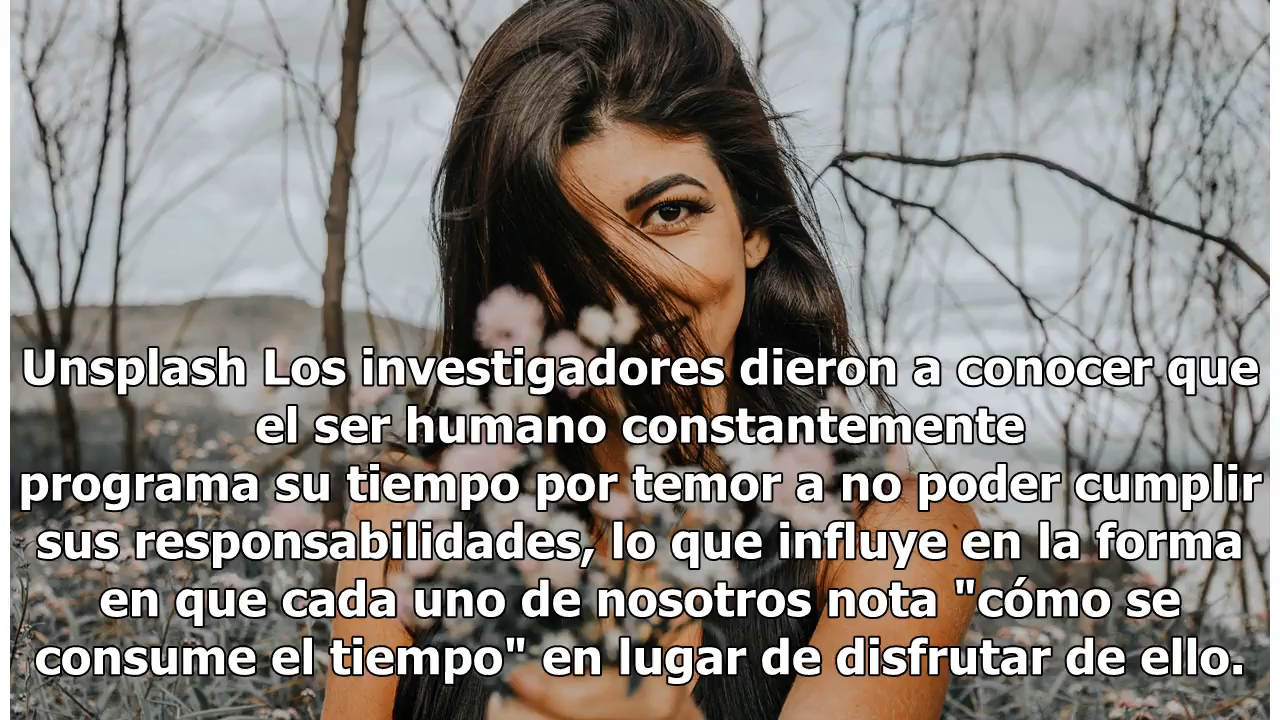 Unsplash Los investigadores dieron a conocer que
el ser humano constantemente
programa su tiempo por temor a no poder cumplir
sus responsabilidades, lo que influye en la forma
en que cada uno de nosotros nota "cómo se
consume el tiempo" en lugar de disfrutar de ello.